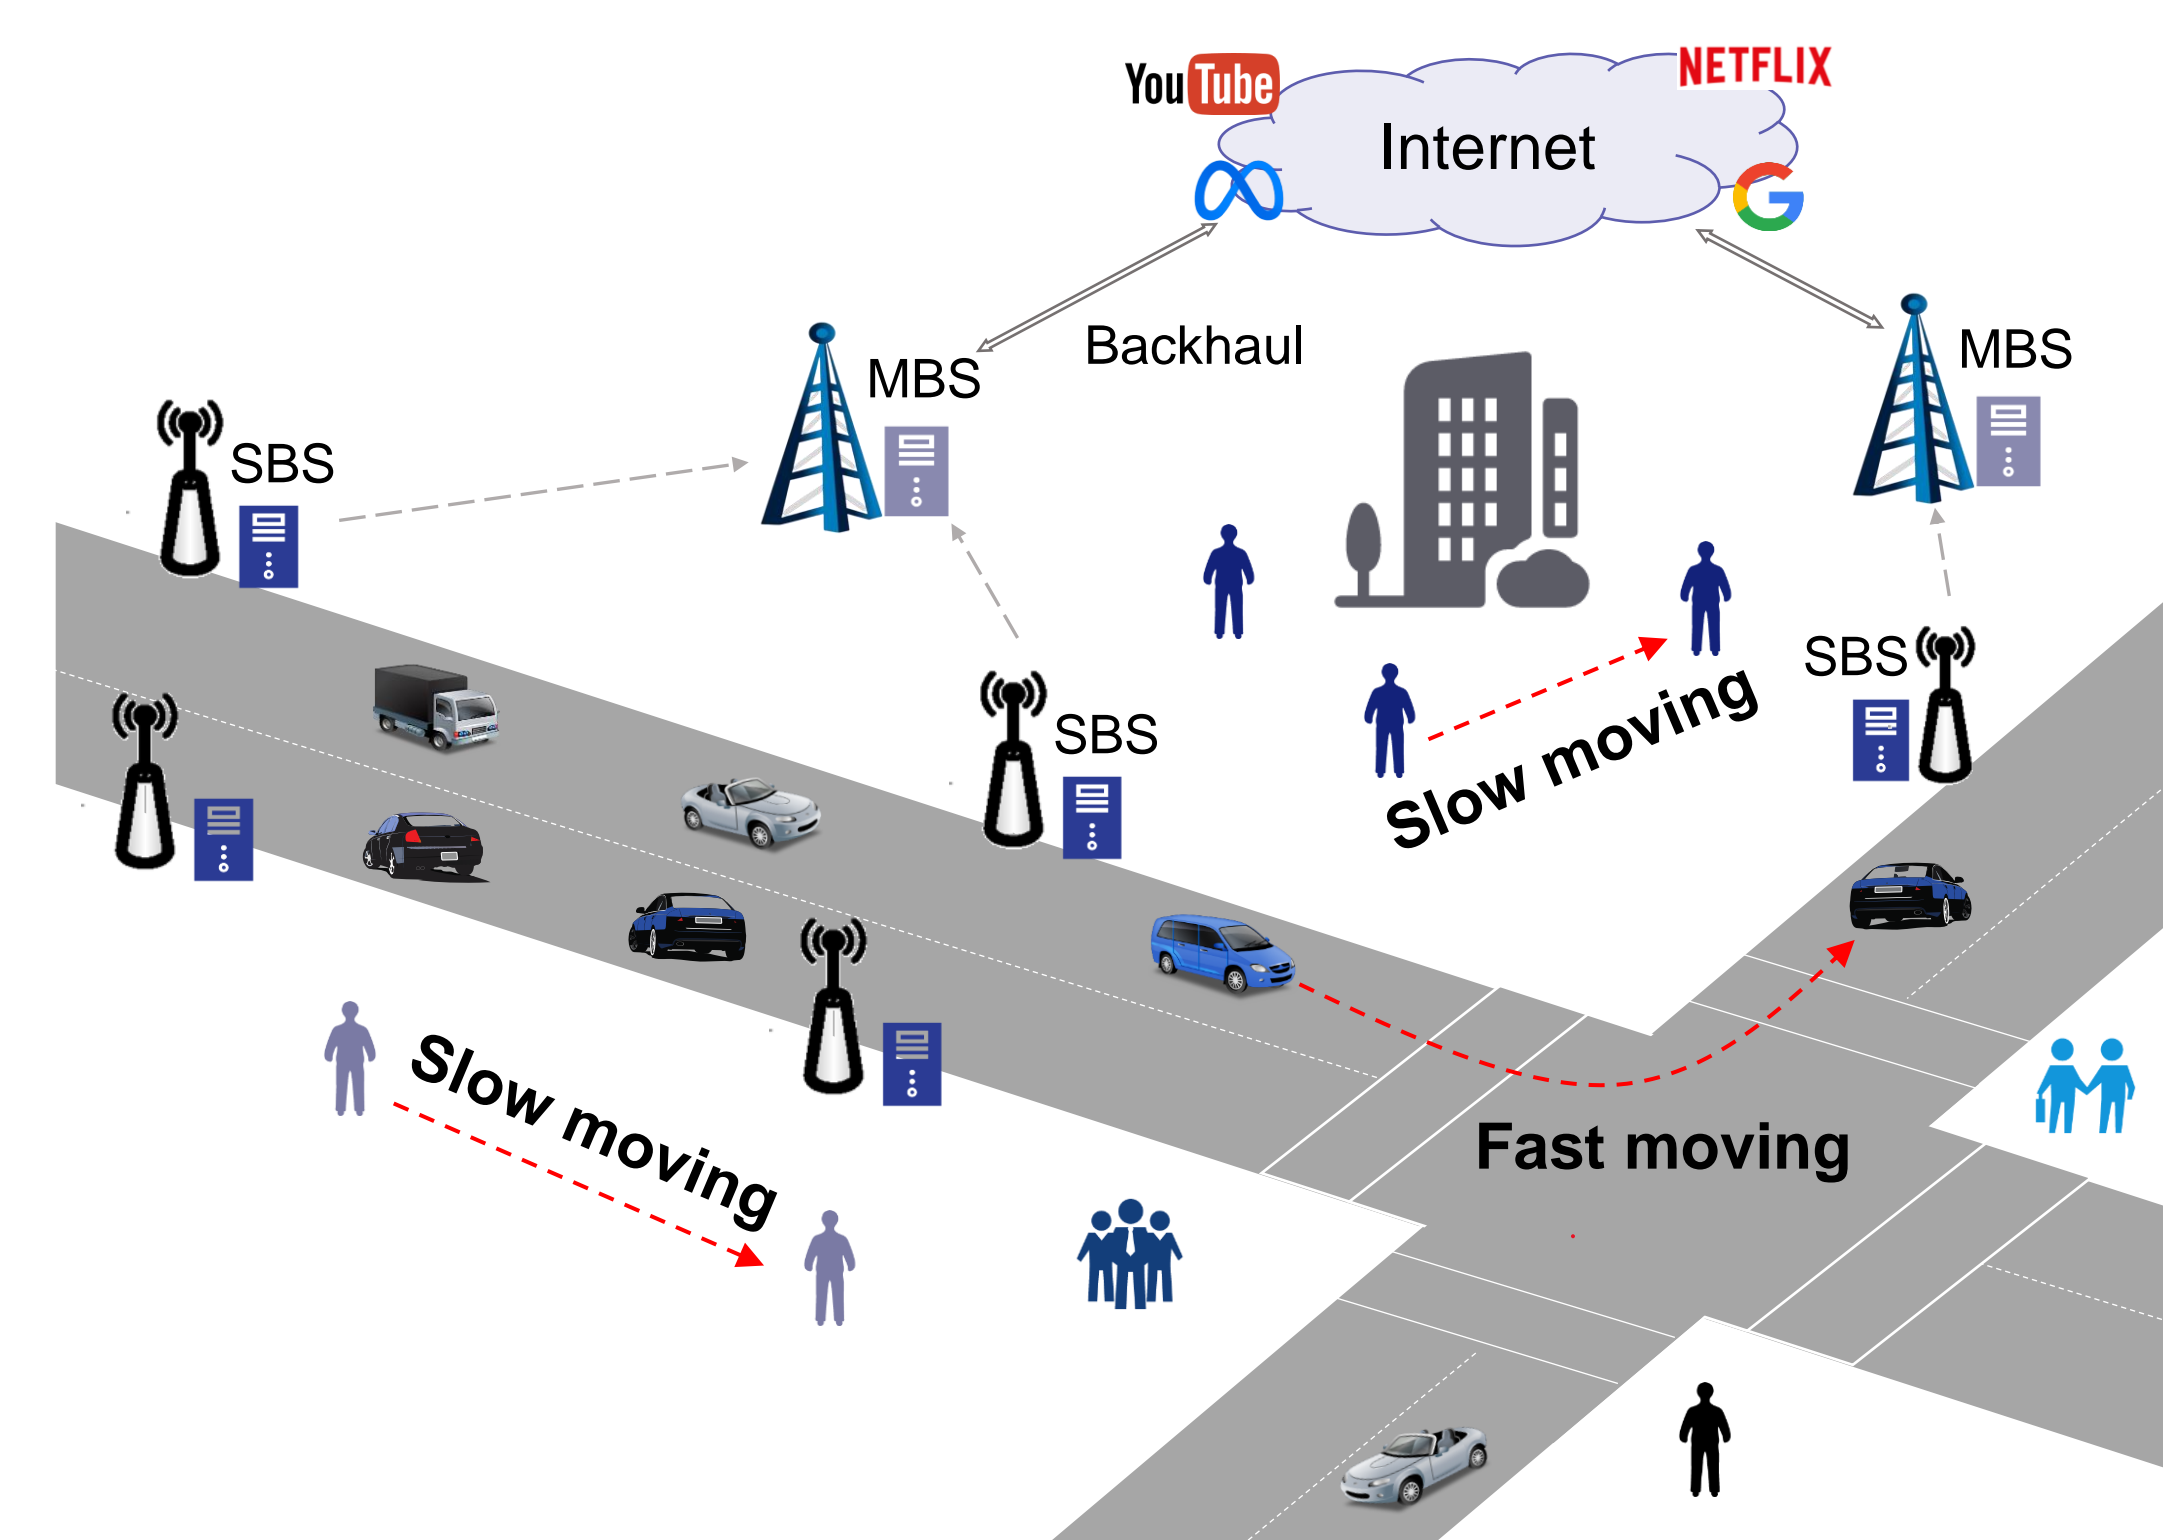 YouTube
NETFLIX
Internet
Backhaul
MBS
MBS
SBS
SBS
SBS
Slow moving
Slow moving
Fast moving